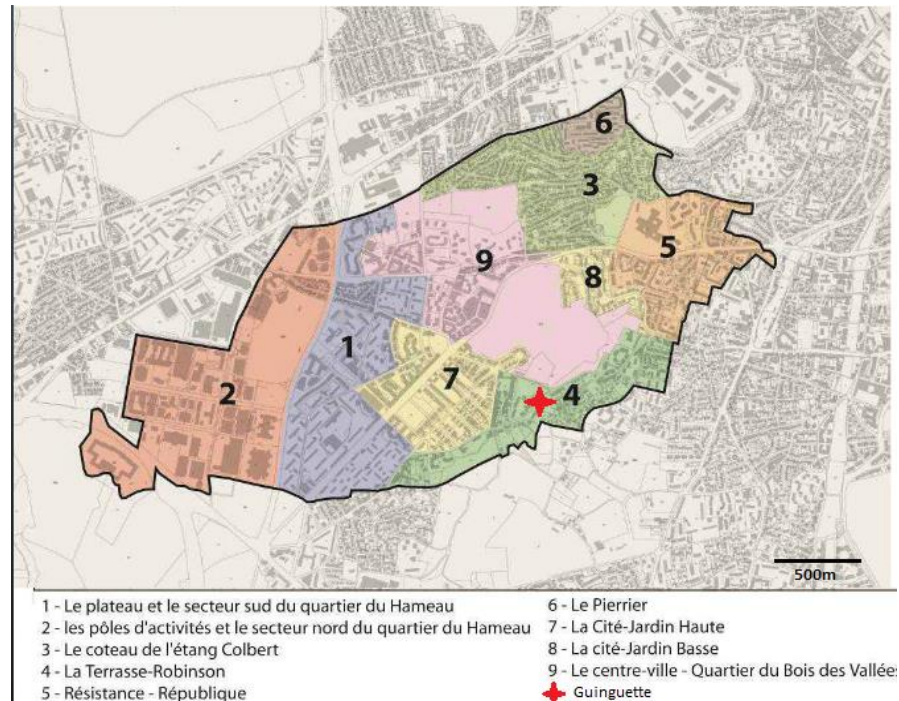 6
3
5
9
8
1
7
2
4
500m
1 - Le plateau et le secteur sud du quartier du Hameau
2 - les pôles d'activités et le secteur nord du quartier du Hameau
3 - Le coteau de l'étang Colbert
4 - La Terrasse-Robinson
5 - Résistance - République
6 - Le Pierrier
7 - La Cité-Jardin Haute
8 - La cité-Jardin Basse
9 - Le centre-ville - Quartier du Bois des Vallées
Guinguette